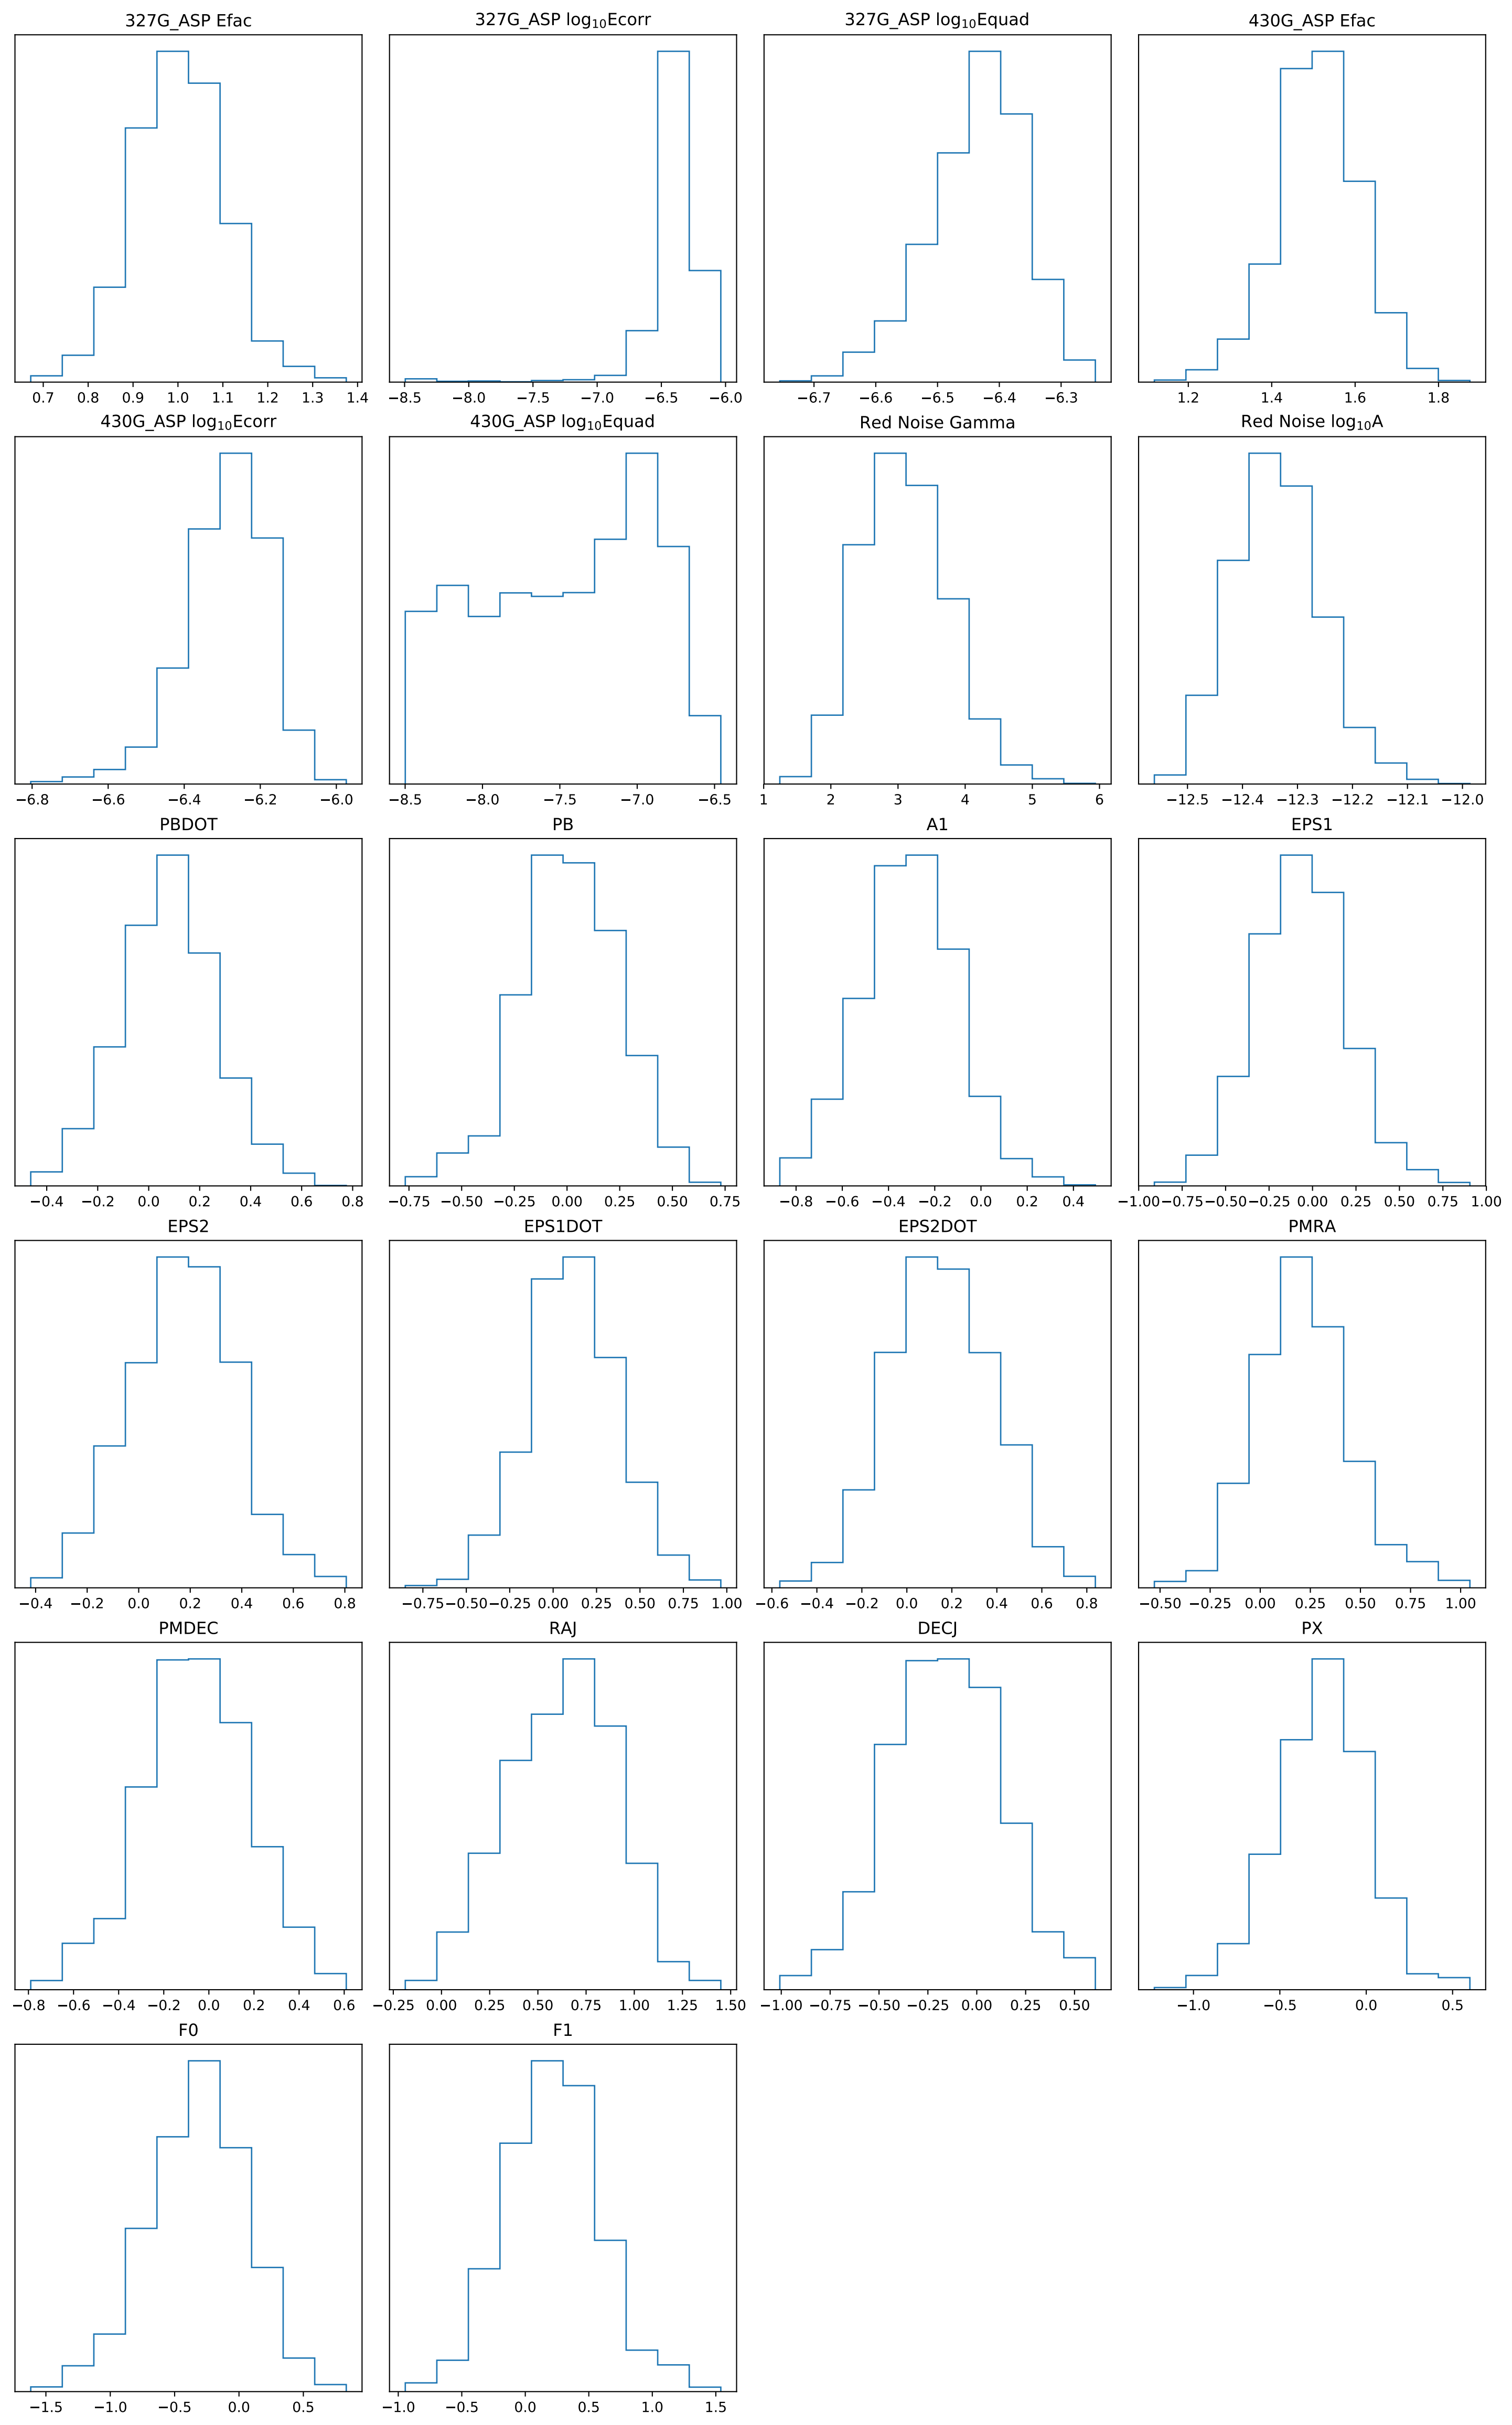 327G_ASP Efac 327G_ASP log₁₀Ecorr 327G_ASP log₁₀Equad 430G_ASP Efac
0.7 0.8 0.9 1.0 1.1 1.2 1.3 1.4 −8.5 −8.0 −7.5 −7.0 −6.5 −6.0 −6.7 −6.6 −6.5 −6.4 −6.3 1.2 1.4 1.6 1.8
430G_ASP log₁₀Ecorr 430G_ASP log₁₀Equad Red Noise Gamma Red Noise log₁₀A
−6.8 −6.6 −6.4 −6.2 −6.0 −8.5 −8.0 −7.5 −7.0 −6.5 1 2 3 4 5 6 −12.5 −12.4 −12.3 −12.2 −12.1 −12.0
PBDOT PB A1 EPS1
−0.4 −0.2 0.0 0.2 0.4 0.6 0.8 −0.75 −0.50 −0.25 0.00 0.25 0.50 0.75 −0.8 −0.6 −0.4 −0.2 0.0 0.2 0.4 −1.00 −0.75 −0.50 −0.25 0.00 0.25 0.50 0.75 1.00
EPS2 EPS1DOT EPS2DOT PMRA
−0.4 −0.2 0.0 0.2 0.4 0.6 0.8 −0.75 −0.50 −0.25 0.00 0.25 0.50 0.75 1.00 −0.6 −0.4 −0.2 0.0 0.2 0.4 0.6 0.8 −0.50 −0.25 0.00 0.25 0.50 0.75 1.00
PMDEC RAJ DECJ PX
−0.8 −0.6 −0.4 −0.2 0.0 0.2 0.4 0.6 −0.25 0.00 0.25 0.50 0.75 1.00 1.25 1.50 −1.00 −0.75 −0.50 −0.25 0.00 0.25 0.50 −1.0 −0.5 0.0 0.5
F0 F1
−1.5 −1.0 −0.5 0.0 0.5 −1.0 −0.5 0.0 0.5 1.0 1.5